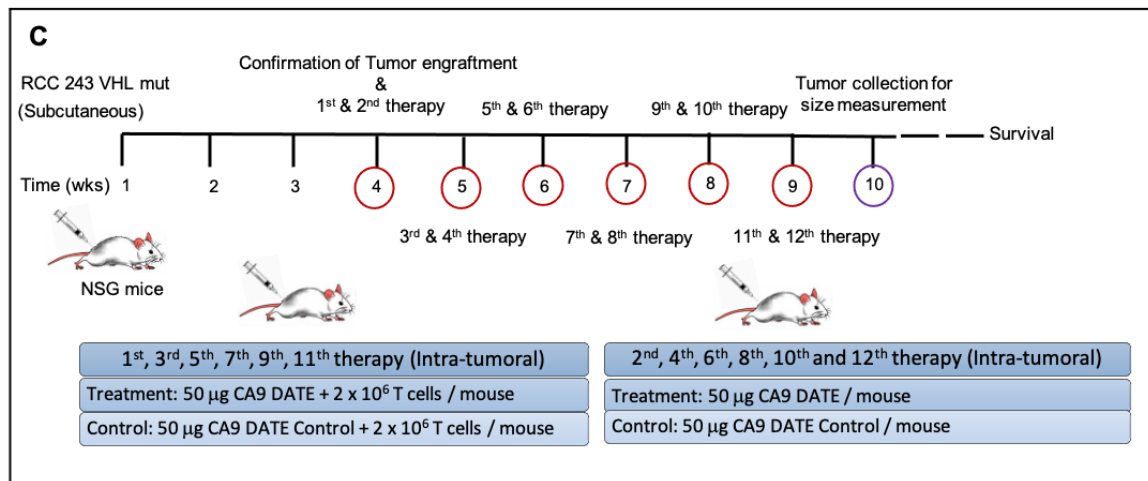 C
RCC 243 VHL mut
(Subcutaneous)
Confirmation of Tumor engraftment
&
1st & 2nd therapy
5th & 6th therapy
9th & 10th therapy
Tumor collection for
size measurement
Survival
Time (wks) 1 2 3 4 5 6 7 8 9 10
3rd & 4th therapy
7th & 8th therapy
11th & 12th therapy
NSG mice
1st, 3rd, 5th, 7th, 9th, 11th therapy (Intra-tumoral)
Treatment: 50 µg CA9 DATE + 2 x 10⁶ T cells / mouse
Control: 50 µg CA9 DATE Control + 2 x 10⁶ T cells / mouse
2nd, 4th, 6th, 8th, 10th and 12th therapy (Intra-tumoral)
Treatment: 50 µg CA9 DATE / mouse
Control: 50 µg CA9 DATE Control / mouse